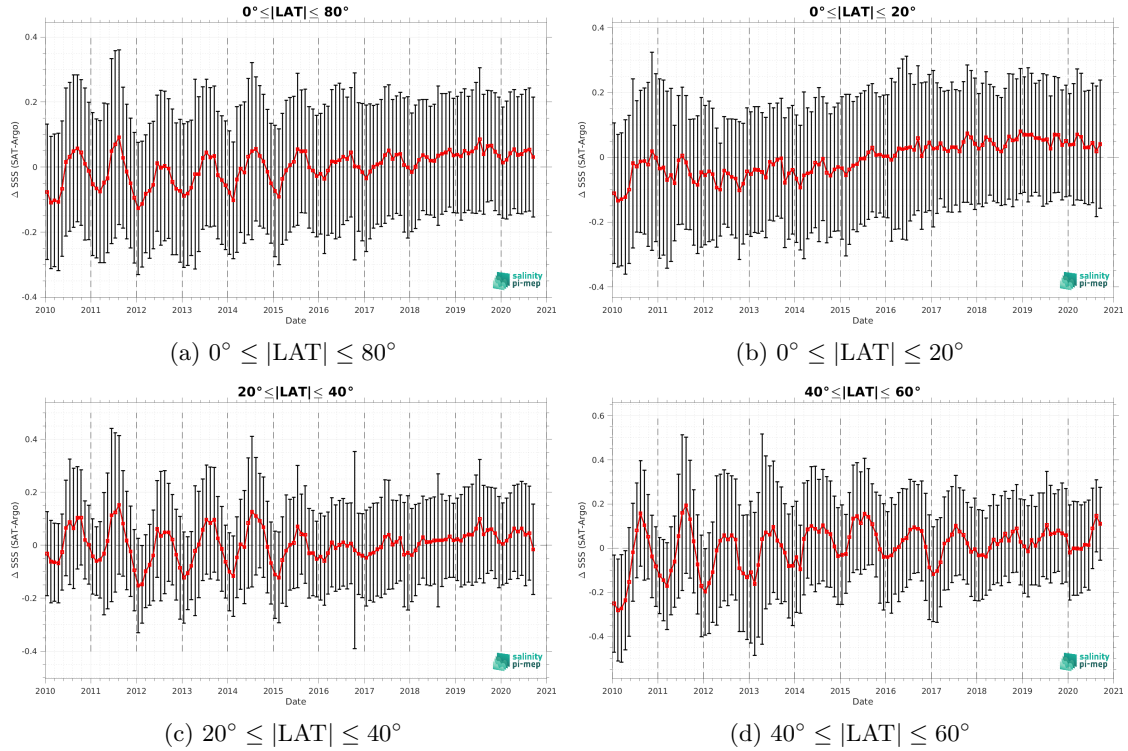 0°≤|LAT|≤ 80°
Δ SSS (SAT-Argo)
0.4
0.2
0
-0.2
-0.4
2010 2011 2012 2013 2014 2015 2016 2017 2018 2019 2020 2021
Date
salinity
pi-mep
(a) 0° ≤ |LAT| ≤ 80°
0°≤|LAT|≤ 20°
Δ SSS (SAT-Argo)
0.4
0.2
0
-0.2
-0.4
2010 2011 2012 2013 2014 2015 2016 2017 2018 2019 2020 2021
Date
salinity
pi-mep
(b) 0° ≤ |LAT| ≤ 20°
20°≤|LAT|≤ 40°
Δ SSS (SAT-Argo)
0.4
0.2
0
-0.2
-0.4
2010 2011 2012 2013 2014 2015 2016 2017 2018 2019 2020 2021
Date
salinity
pi-mep
(c) 20° ≤ |LAT| ≤ 40°
40°≤|LAT|≤ 60°
Δ SSS (SAT-Argo)
0.6
0.4
0.2
0
-0.2
-0.4
2010 2011 2012 2013 2014 2015 2016 2017 2018 2019 2020 2021
Date
salinity
pi-mep
(d) 40° ≤ |LAT| ≤ 60°